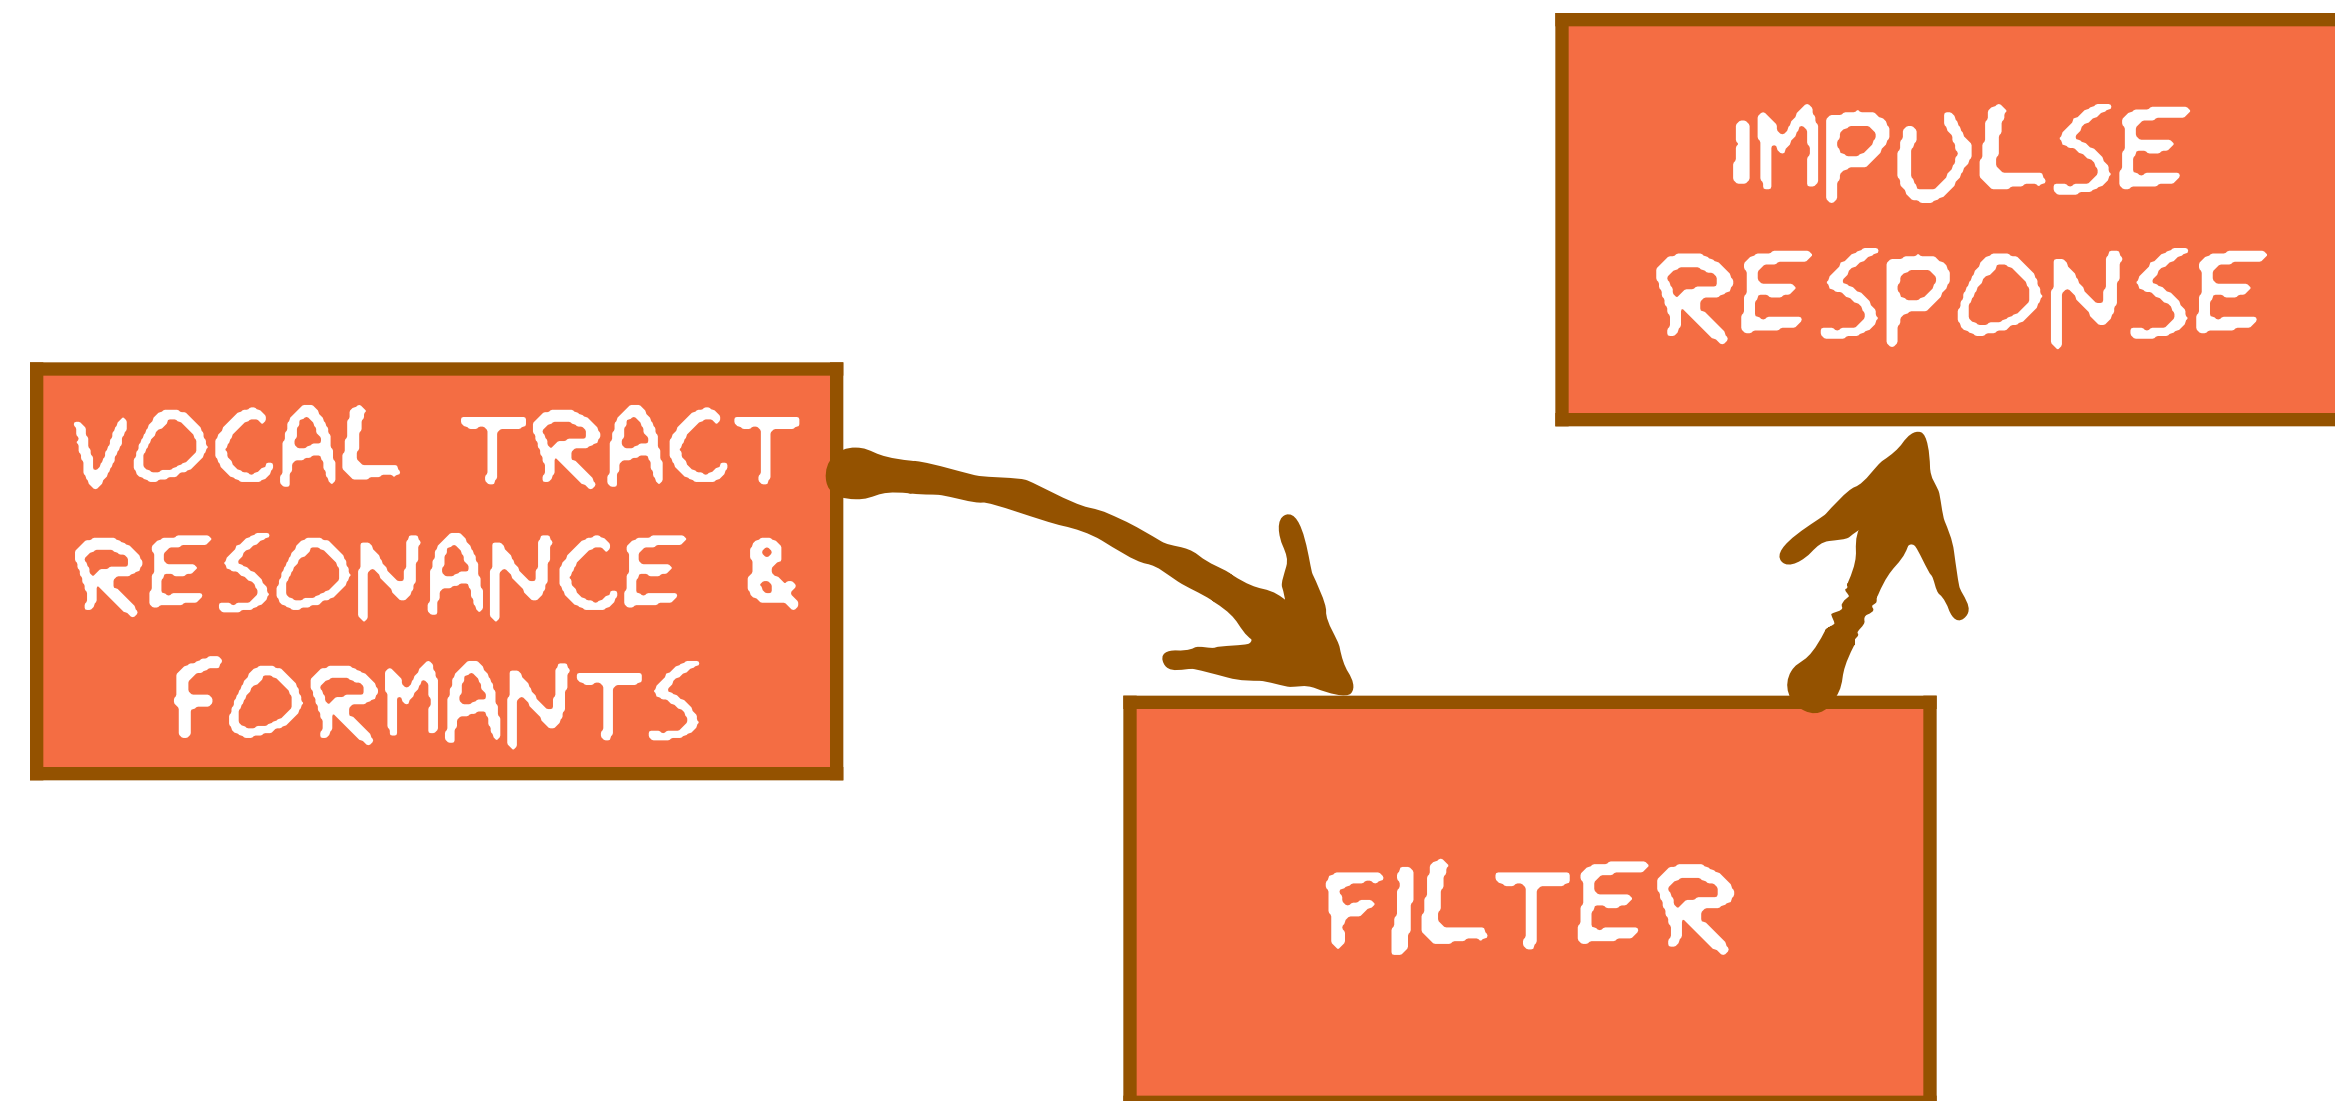 IMPULSE
RESPONSE
VOCAL TRACT
RESONANCE &
FORMANTS
FILTER